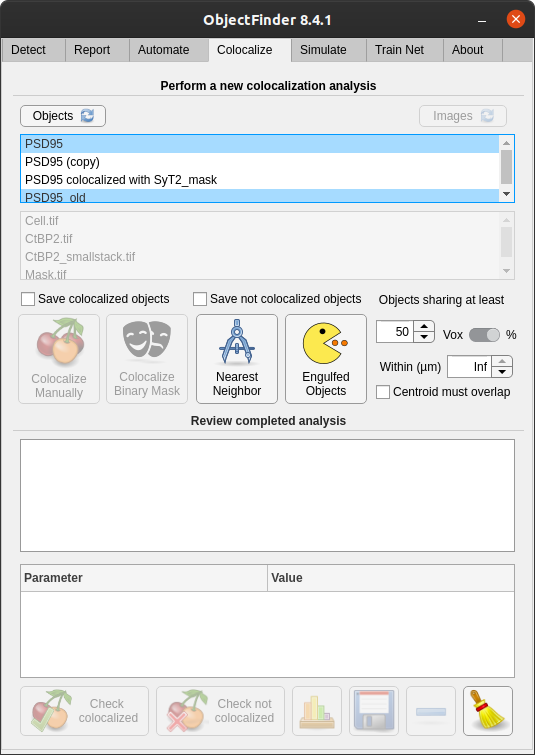 ObjectFinder 8.4.1
Detect Report Automate Colocalize Simulate Train Net About
Perform a new colocalization analysis
Objects Images
PSD95
PSD95 (copy)
PSD95 colocalized with SyT2_mask
PSD95_old
Cell.tif
CtBP2.tif
CtBP2_smallstack.tif
Mask.tif
Save colocalized objects Save not colocalized objects Objects sharing at least
50 Vox %
Colocalize Manually
Colocalize Binary Mask
Nearest Neighbor
Engulfed Objects
Within (µm) Inf
Centroid must overlap
Review completed analysis
Parameter Value
Check colocalized
Check not colocalized